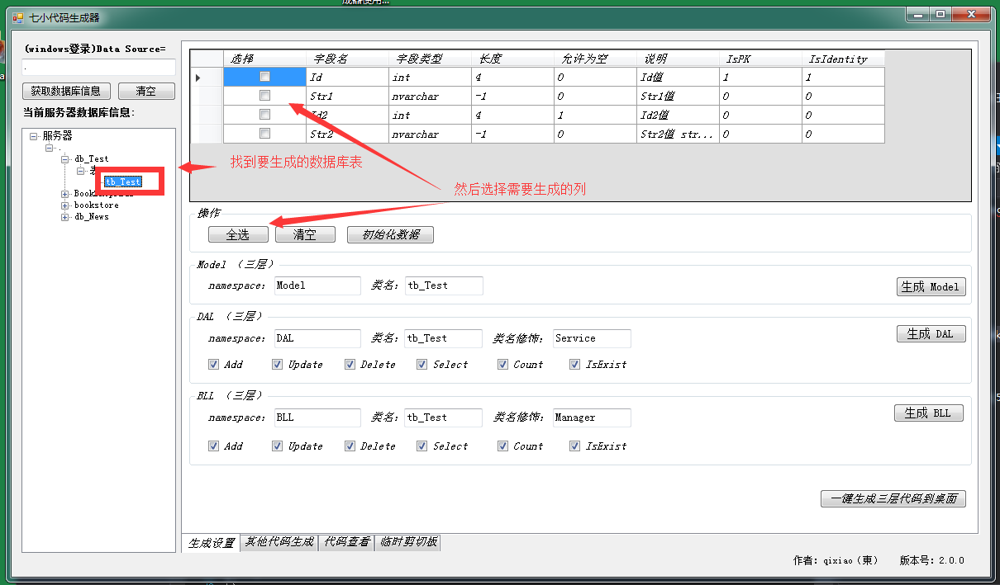 成器使用...
七小代码生成器
(windows登录)Data Source=
.
获取数据库信息 清空
当前服务器数据库信息:
服务器
.
db_Test
表
tb_Test
bookstore
db_News
选择 字段名 字段类型 长度 允许为空 说明 IsPK IsIdentity
Id int 4 0 Id值 1 1
Str1 nvarchar -1 0 Str1值 0 0
Id2 int 4 1 Id2值 0 0
Str2 nvarchar -1 0 Str2值 str... 0 0
找到要生成的数据库表
然后选择需要生成的列
操作
全选 清空 初始化数据
Model （三层）
namespace: Model 类名: tb_Test 生成 Model
DAL （三层）
namespace: DAL 类名: tb_Test 类名修饰: Service 生成 DAL
Add Update Delete Select Count IsExist
BLL （三层）
namespace: BLL 类名: tb_Test 类名修饰: Manager 生成 BLL
Add Update Delete Select Count IsExist
一键生成三层代码到桌面
生成设置 其他代码生成 代码查看 临时剪切板
作者: qixiao（東） 版本号: 2.0.0